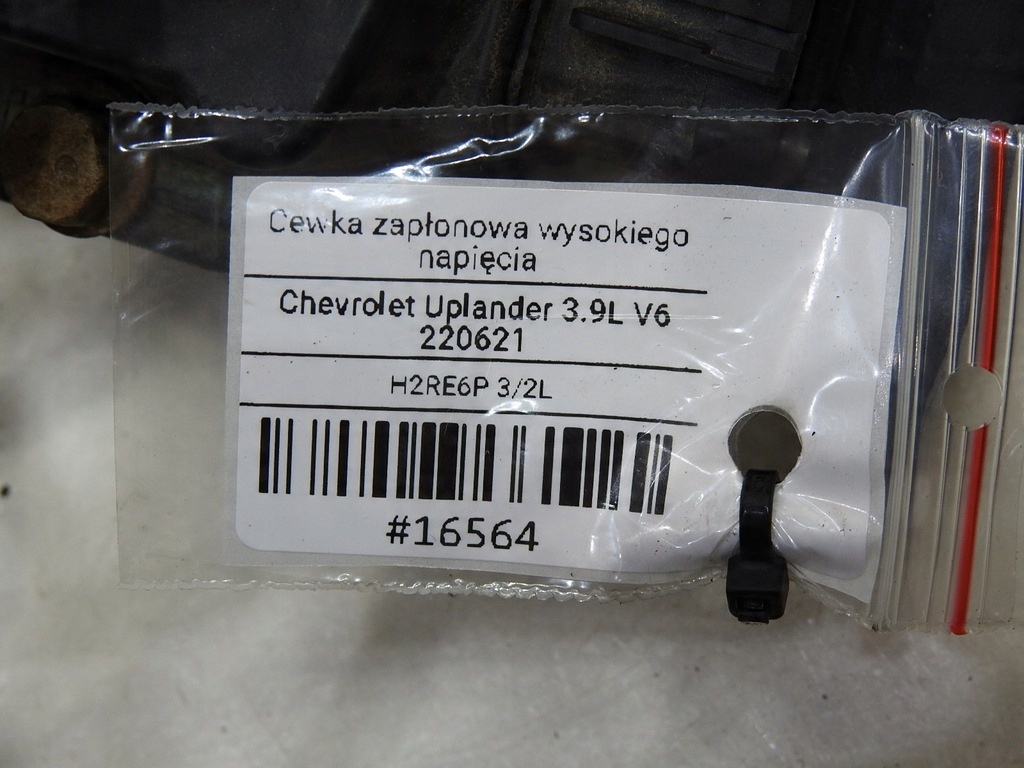 Cewka zapłonowa wysokiego
napięcia
Chevrolet Uplander 3.9L V6
220621
H2RE6P 3/2L
#16564